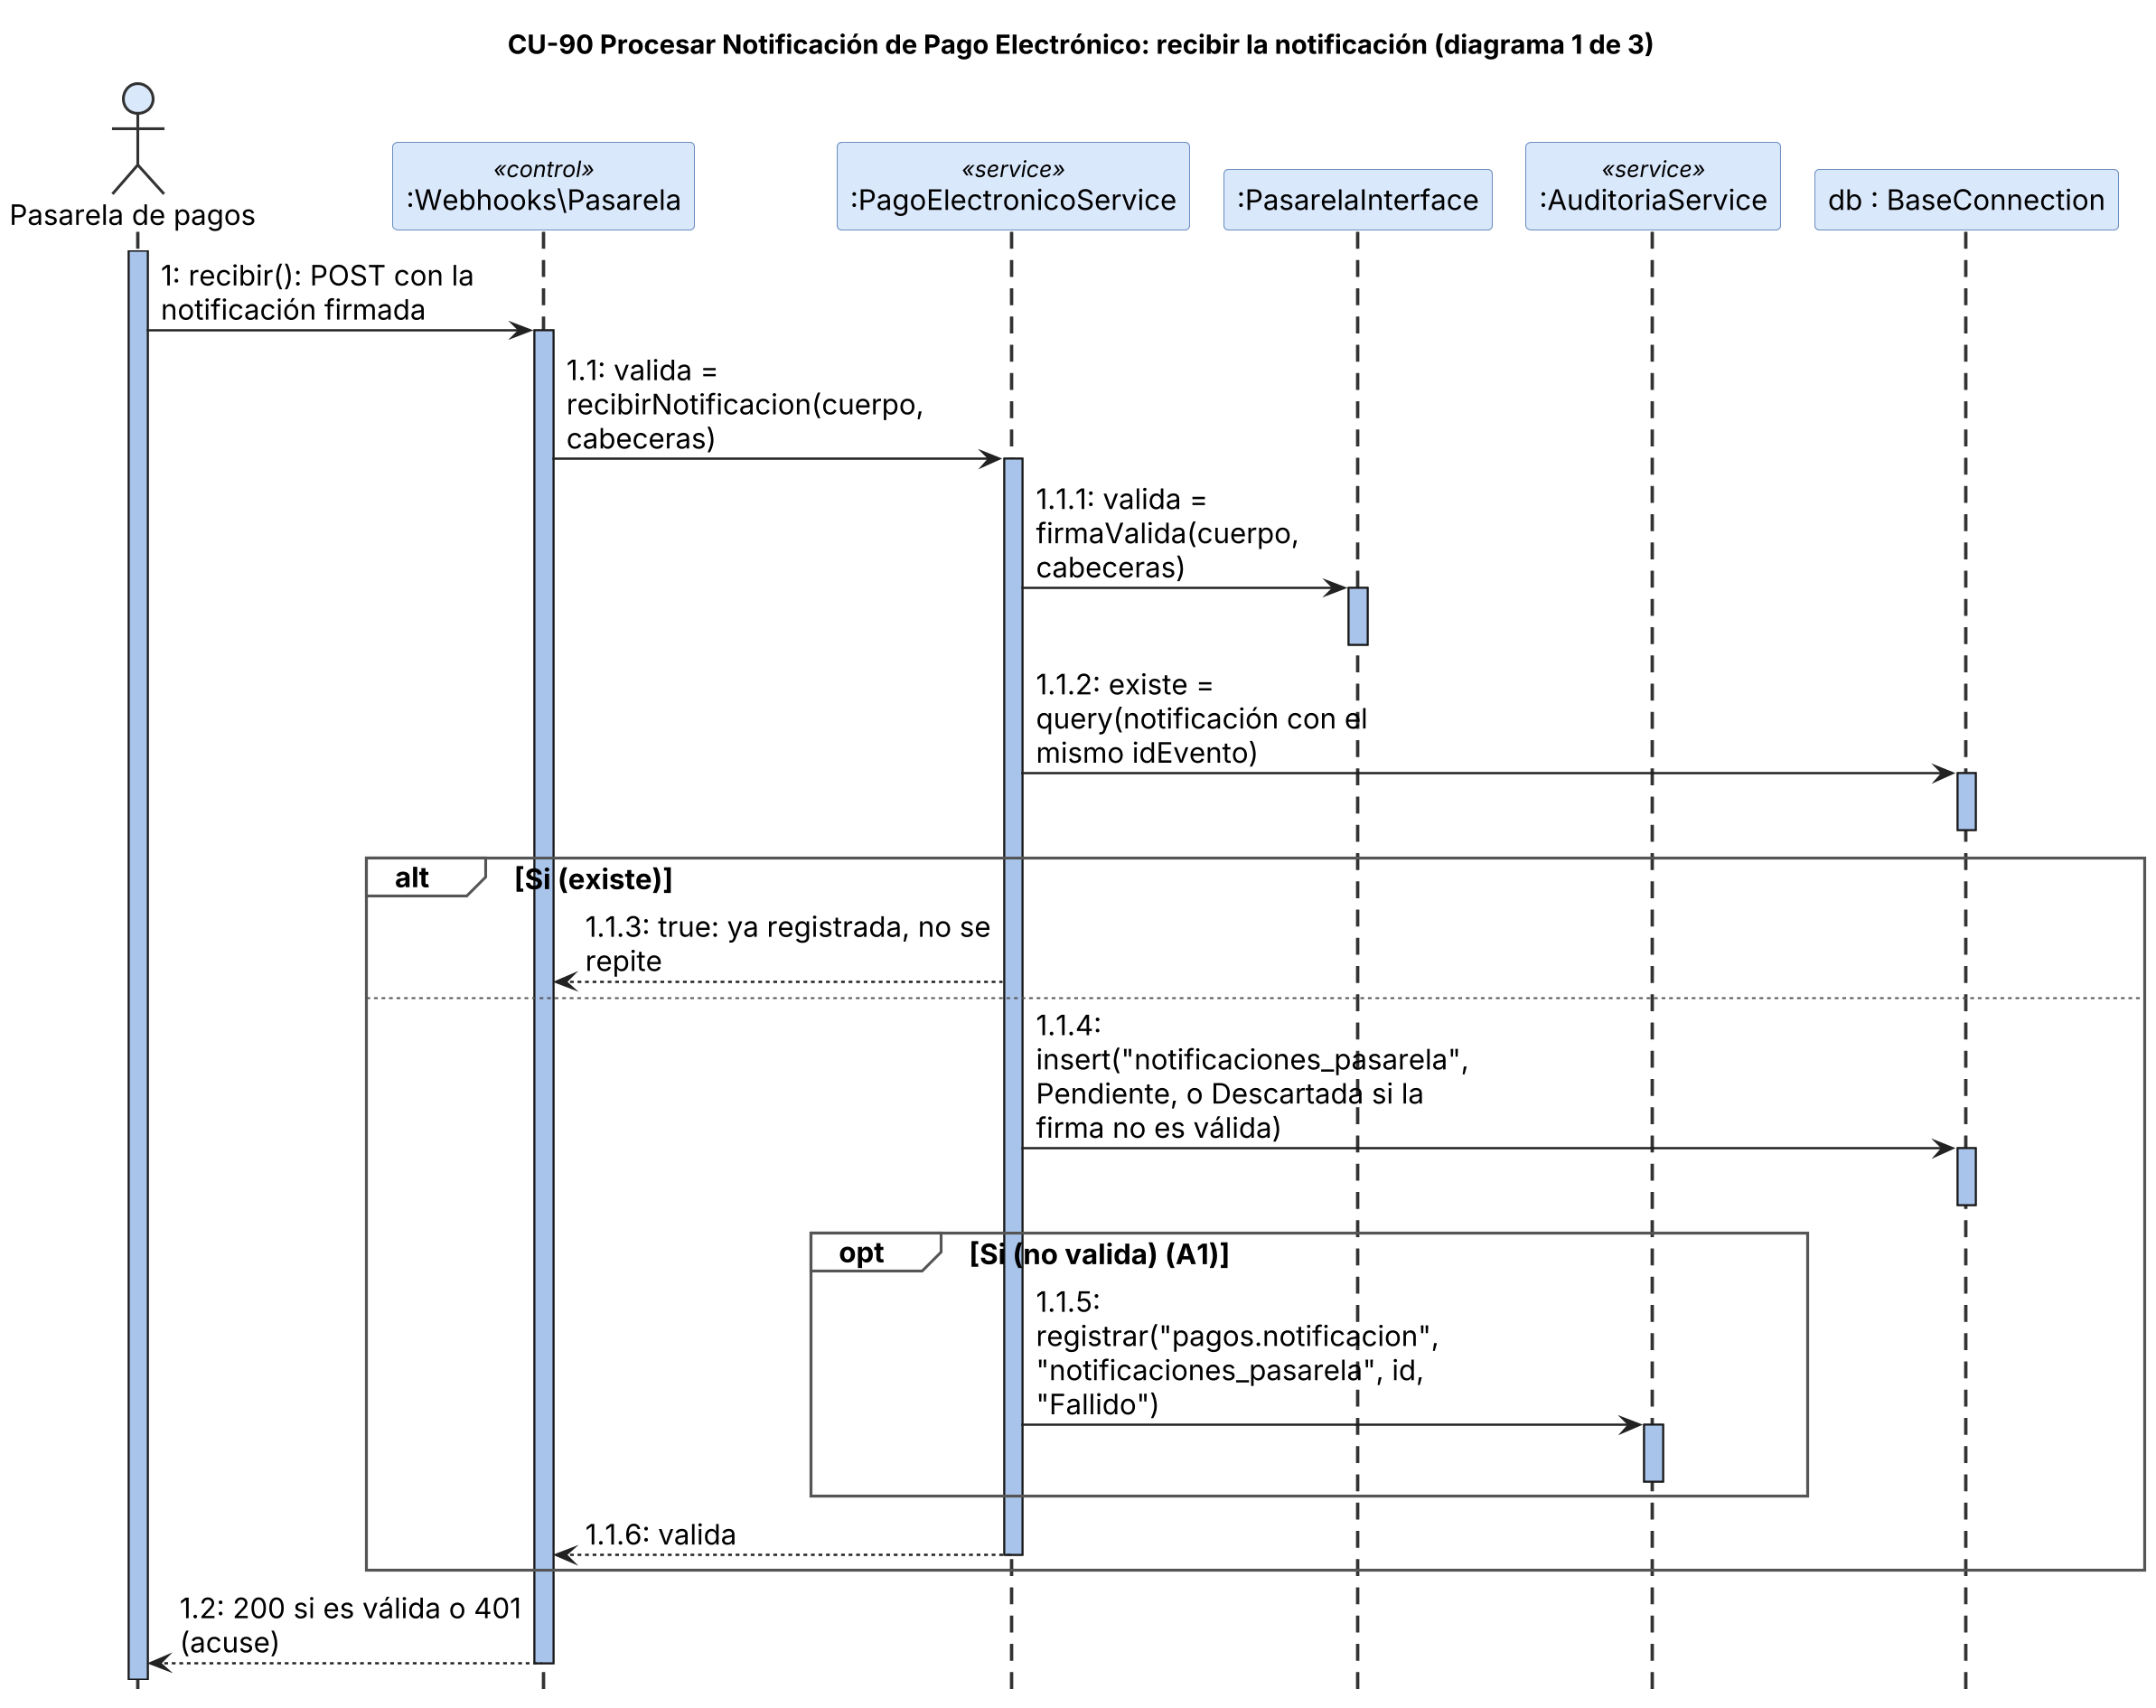 CU-90 Procesar Notificación de Pago Electrónico: recibir la notificación (diagrama 1 de 3)
Pasarela de pagos
«control»
:Webhooks\Pasarela
«service»
:PagoElectronicoService
:PasarelaInterface
«service»
:AuditoriaService
db : BaseConnection
1: recibir(): POST con la
notificación firmada
1.1: valida =
recibirNotificacion(cuerpo,
cabeceras)
1.1.1: valida =
firmaValida(cuerpo,
cabeceras)
1.1.2: existe =
query(notificación con el
mismo idEvento)
alt
[Si (existe)]
1.1.3: true: ya registrada, no se
repite
1.1.4:
insert("notificaciones_pasarela",
Pendiente, o Descartada si la
firma no es válida)
opt
[Si (no valida) (A1)]
1.1.5:
registrar("pagos.notificacion",
"notificaciones_pasarela", id,
"Fallido")
1.1.6: valida
1.2: 200 si es válida o 401
(acuse)